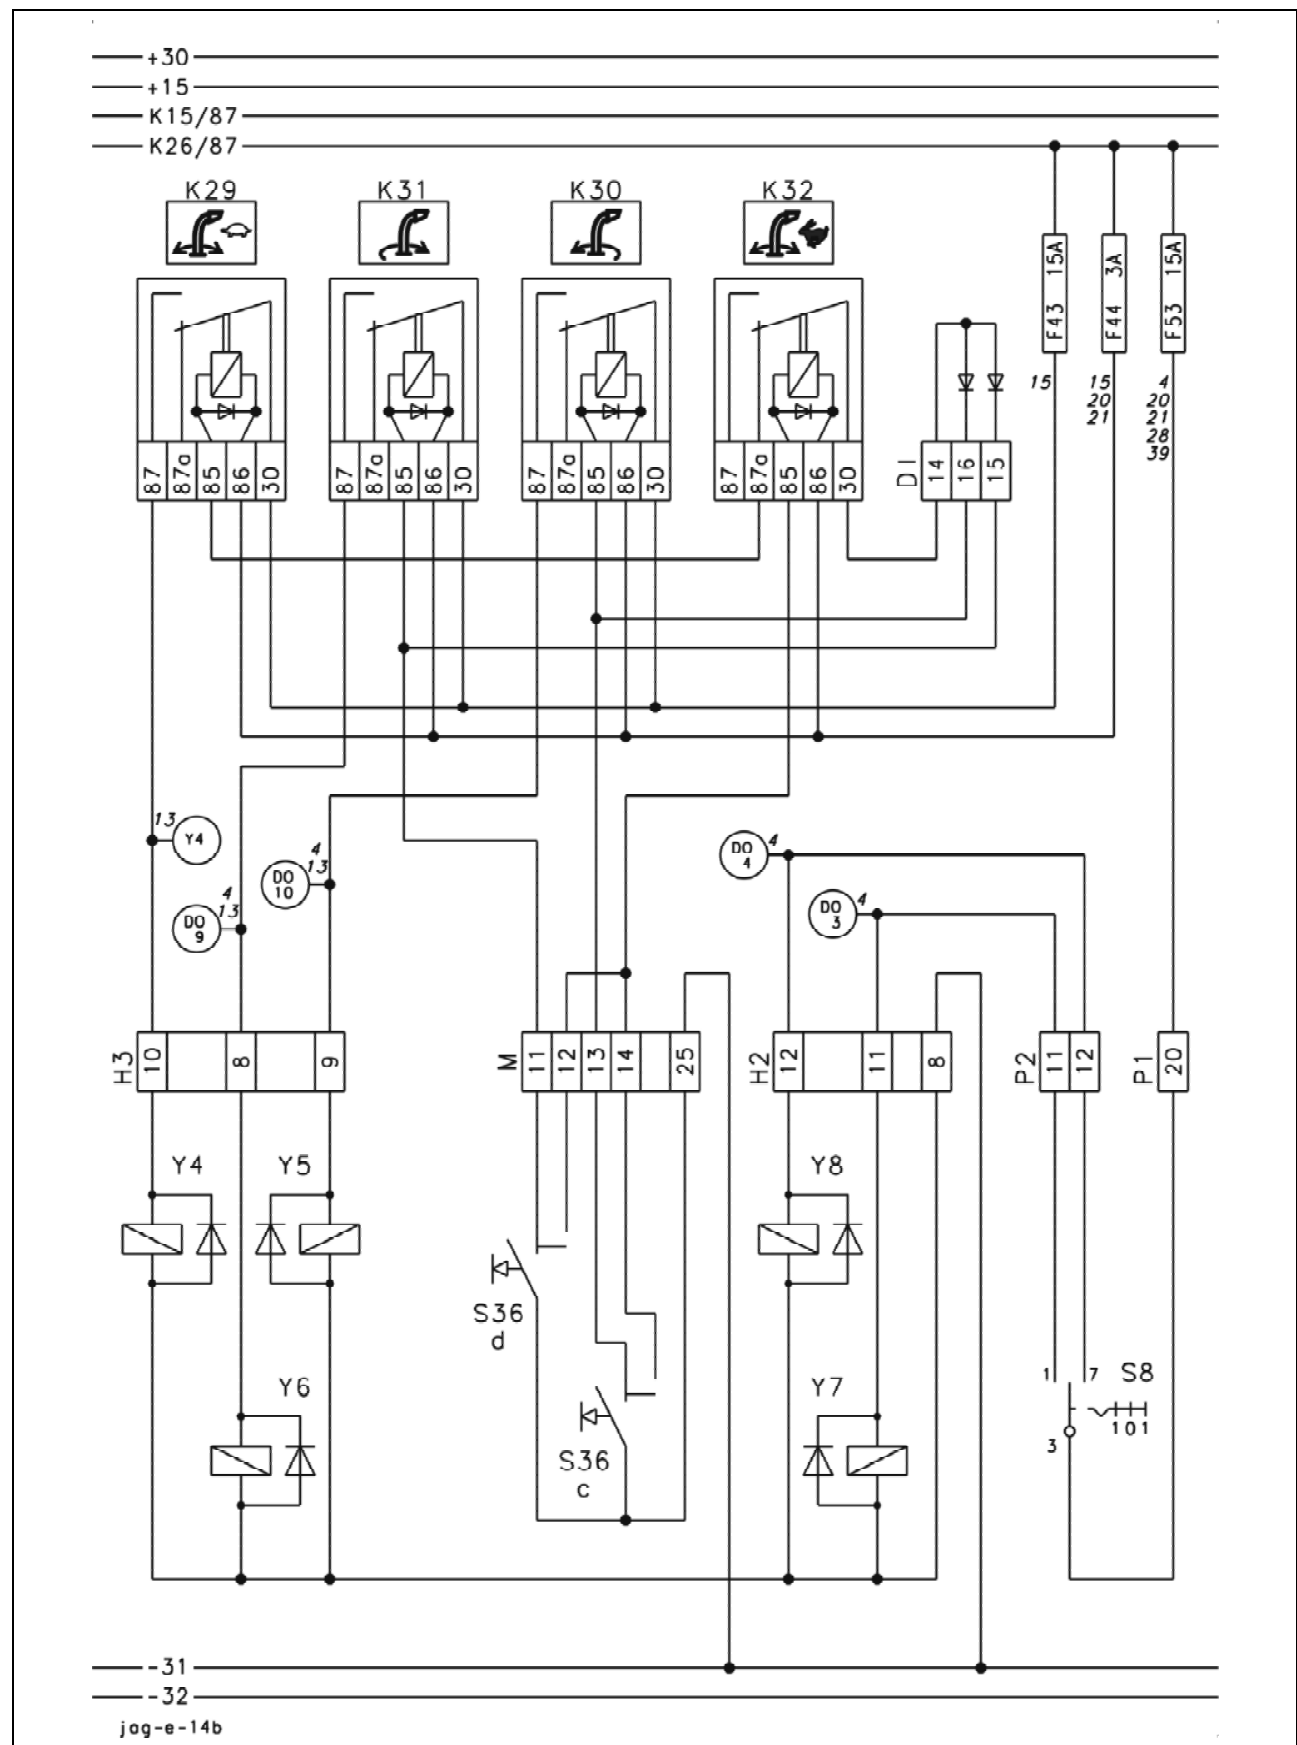 +30
+15
K15/87
K26/87
K29 K31 K30 K32
F43 15A
F44 3A
F53 15A
15
15
20
21
4
20
21
28
39
87 87a 85 86 30
87 87a 85 86 30
87 87a 85 86 30
87 87a 85 86 30
D1 14 16 15
13
Y4
4
13
DO
10
4
13
DO
9
DO
4
4
DO
3
4
H3 10 8 9
M 11 12 13 14 25
H2 12 11 8
P2 11 12
P1 20
Y4 Y5
Y8
S36
d
Y6
Y7
1 7 S8
101
3
S36
c
-31
-32
jag-e-14b